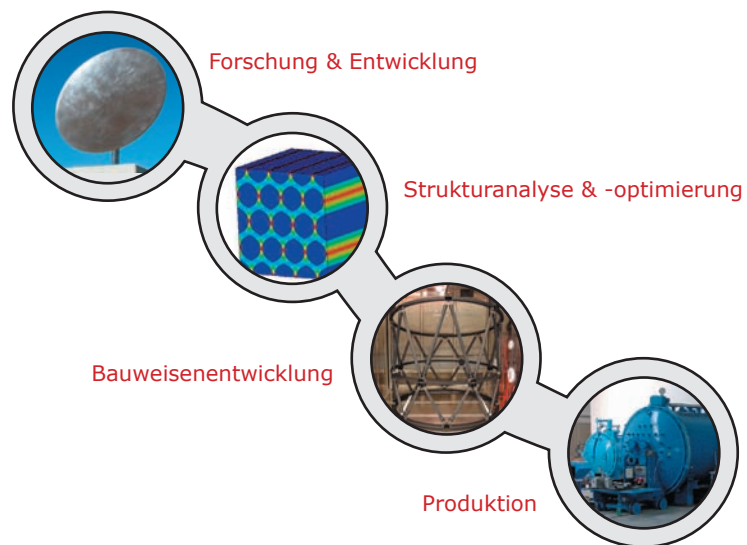 Forschung & Entwicklung
Strukturanalyse & -optimierung
Bauweisenentwicklung
Produktion